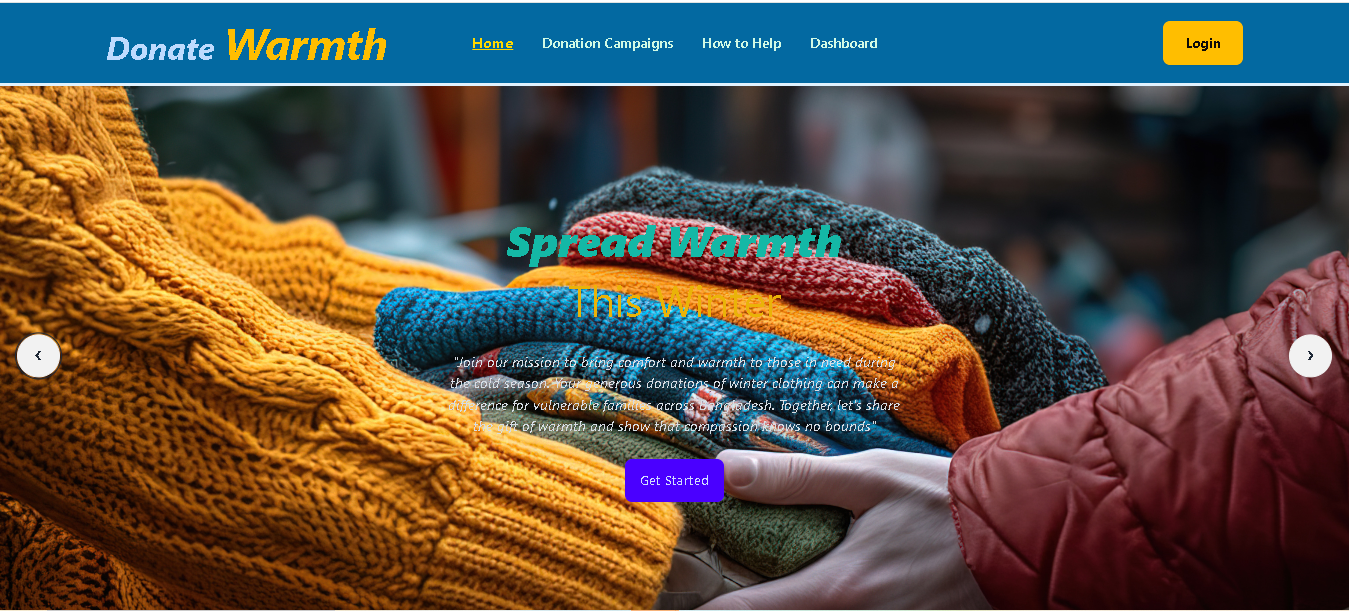 Donate Warmth
Home Donation Campaigns How to Help Dashboard
Login
Spread Warmth
This Winter
"Join our mission to bring comfort and warmth to those in need during
the cold season. Your generous donations of winter clothing can make a
difference for vulnerable families across Bangladesh. Together, let's share
the gift of warmth and show that compassion knows no bounds"
Get Started